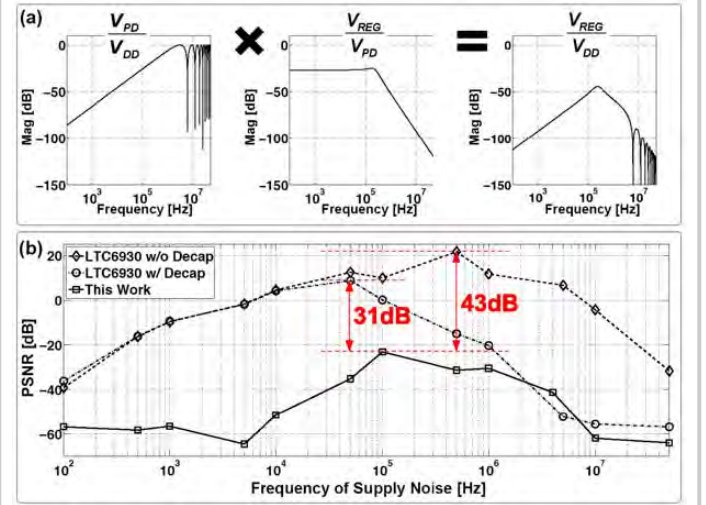 (a)
V_PD
V_DD
×
V_REG
V_PD
=
V_REG
V_DD
Mag [dB]
0
−50
−100
−150
10^3
10^5
10^7
Frequency [Hz]
Mag [dB]
0
−50
−100
−150
10^3
10^5
10^7
Frequency [Hz]
Mag [dB]
0
−50
−100
−150
10^3
10^5
10^7
Frequency [Hz]
(b)
LTC6930 w/o Decap
LTC6930 w/ Decap
This Work
31dB
43dB
PSNR [dB]
20
0
−20
−40
−60
10^2
10^3
10^4
10^5
10^6
10^7
Frequency of Supply Noise [Hz]